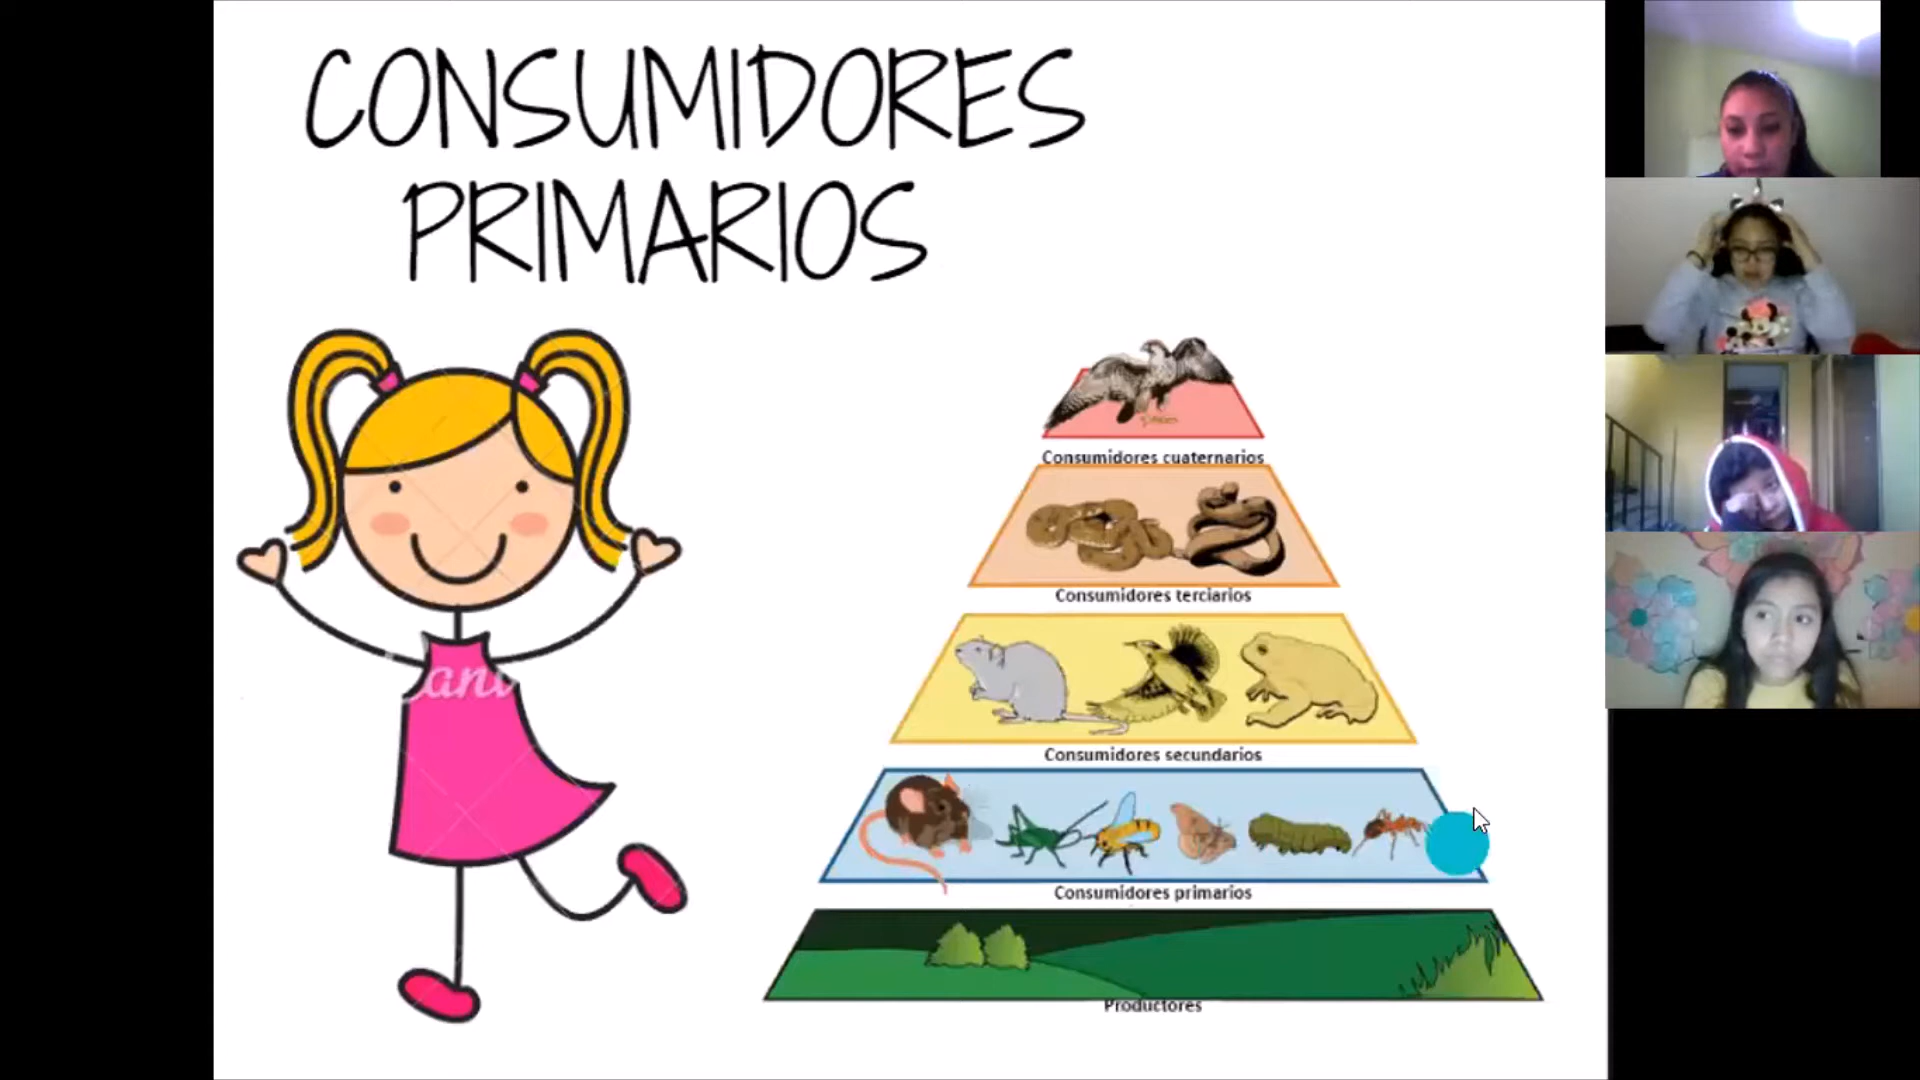 CONSUMIDORES
PRIMARIOS
Consumidores cuaternarios
Consumidores terciarios
Consumidores secundarios
Consumidores primarios
Productores